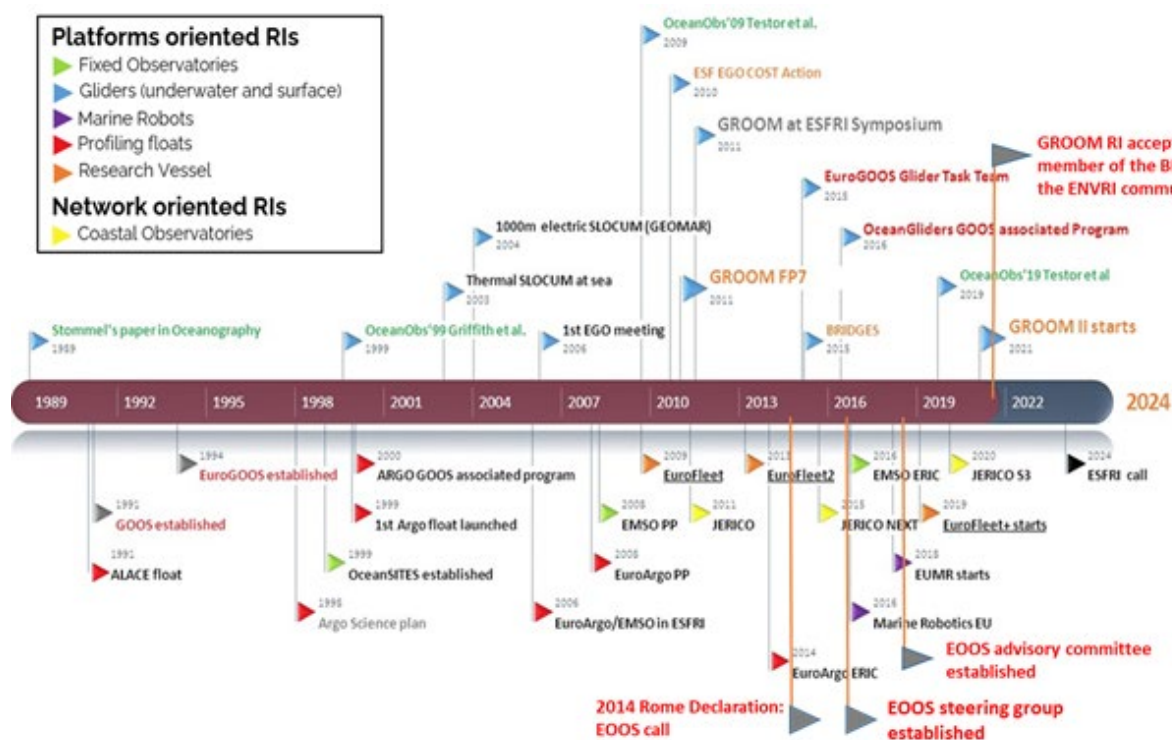 Platforms oriented RIs
Fixed Observatories
Gliders (underwater and surface)
Marine Robots
Profiling floats
Research Vessel
Network oriented RIs
Coastal Observatories
OceanObs'09 Testor et al.
2009
ESF EGO COST Action
2010
GROOM at ESFRI Symposium
2011
GROOM RI accep
member of the
the ENVRI commu
EuroGOOS Glider Task Team
2015
1000m electric SLOCUM (GEOMAR)
2004
OceanGliders GOOS associated Program
2016
Thermal SLOCUM at sea
2003
GROOM FP7
2011
OceanObs'19 Testor et al
2019
Stommel's paper in Oceanography
1989
OceanObs'99 Griffith et al.
1999
1st EGO meeting
2006
BRIDGES
2015
GROOM II starts
2021
1989 1992 1995 1998 2001 2004 2007 2010 2013 2016 2019 2022 2024
1994
EuroGOOS established
2000
ARGO GOOS associated program
2009
EuroFleet
EuroFleet2
2016
EMSO ERIC
2020
JERICO S3
2024
ESFRI call
1991
GOOS established
1999
1st Argo float launched
2008
EMSO PP
2011
JERICO
2015
JERICO NEXT
2019
EuroFleet+ starts
1991
ALACE float
1999
OceanSITES established
2008
EuroArgo PP
2018
EUMR starts
1998
Argo Science plan
2006
EuroArgo/EMSO in ESFRI
2016
Marine Robotics EU
2014
EuroArgo ERIC
EOOS advisory committee
established
2014 Rome Declaration:
EOOS call
EOOS steering group
established